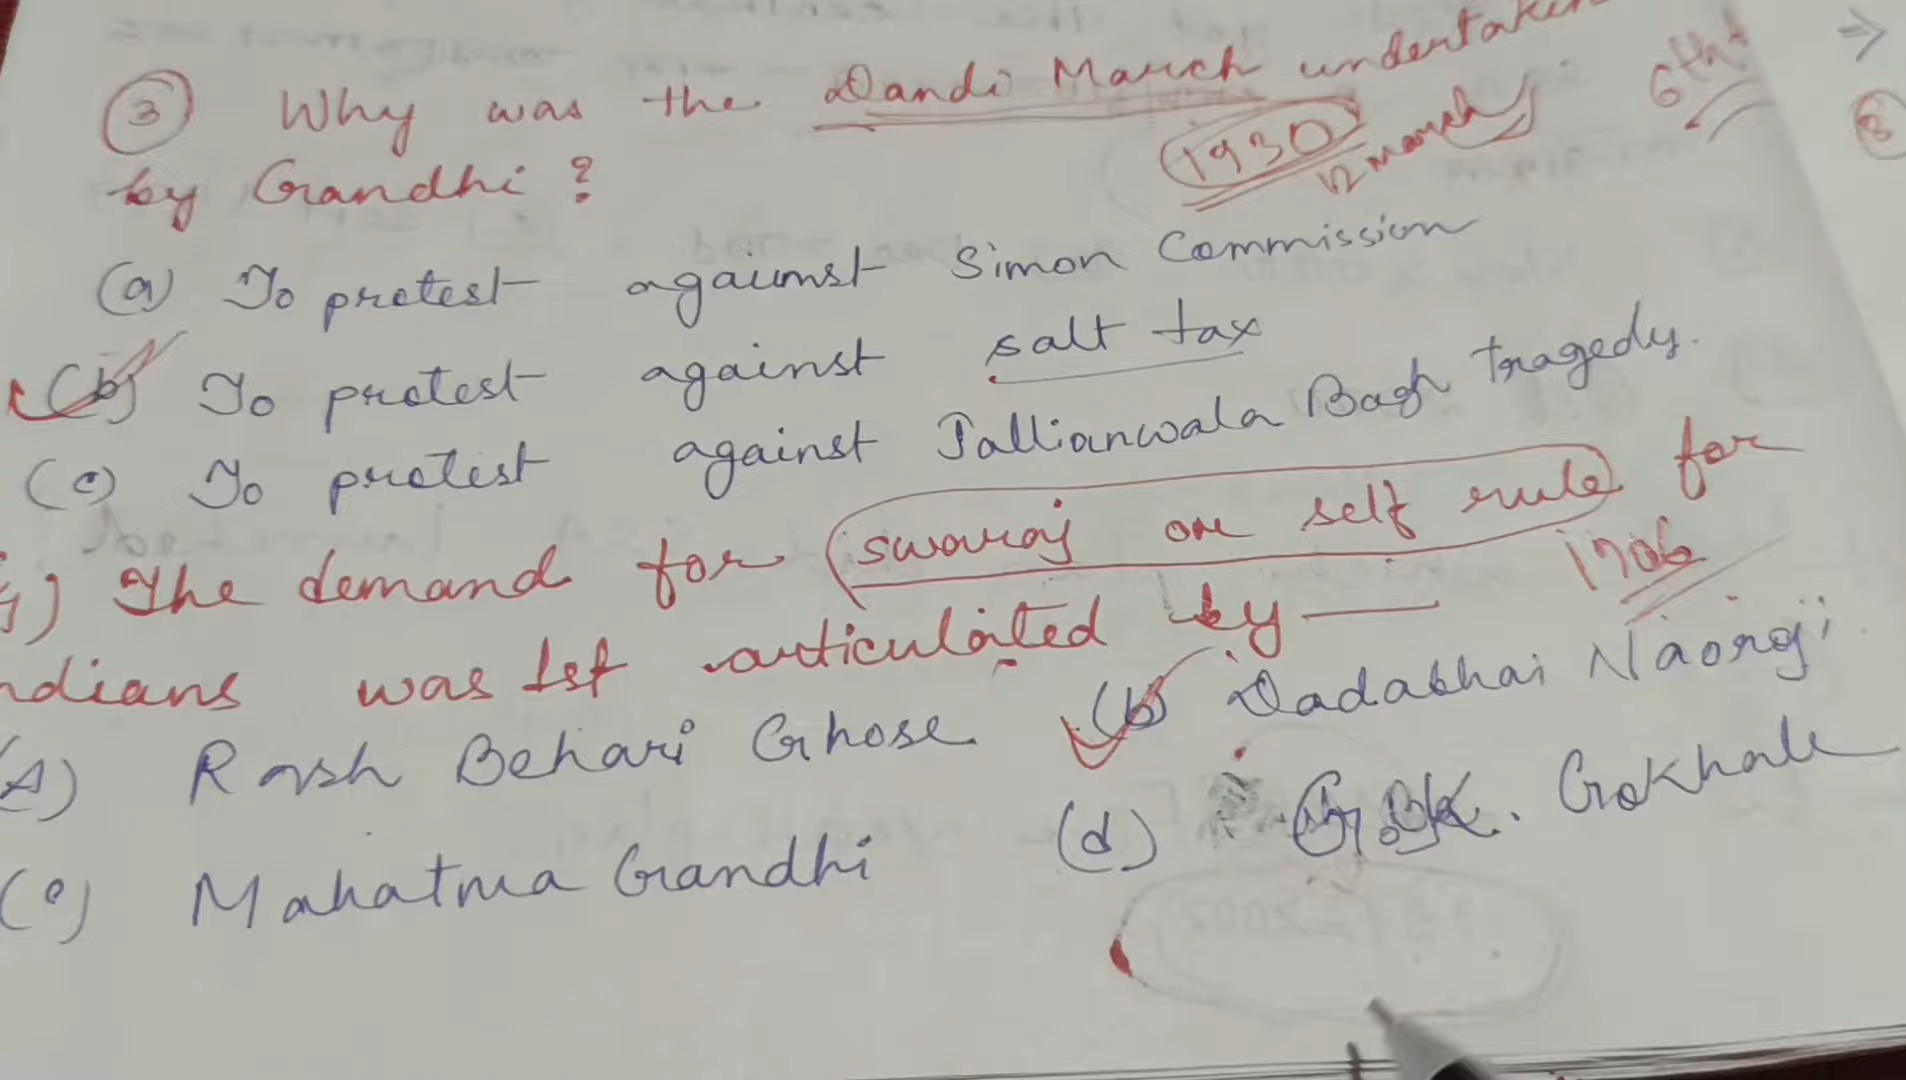 ③ Why was the Dandi March undertaken
by Gandhi ?
1930
12 March
6th
(a) To protest against Simon Commission
(b) To protest against salt tax
(c) To protest against Jallianwala Bagh tragedy.
The demand for swaraj or self rule for
ndians was 1st articulated by —
1906
(A) Rash Behari Ghose (b) Dadabhai Naoroji
(c) Mahatma Gandhi (d) G.K. Gokhale
⇒